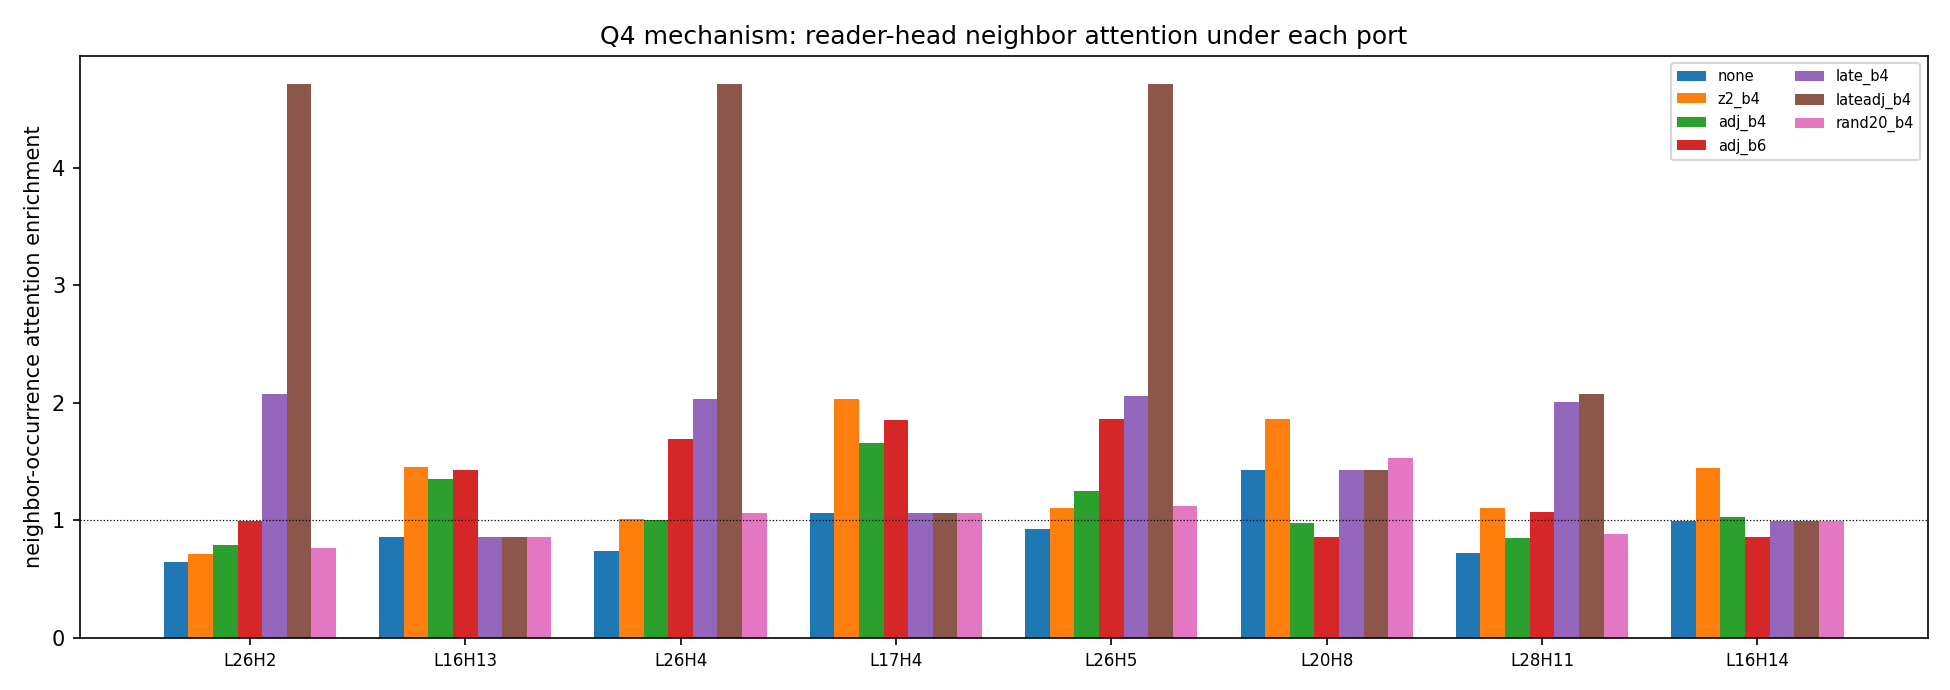 Q4 mechanism: reader-head neighbor attention under each port
neighbor-occurrence attention enrichment
4
3
2
1
0
none
z2_b4
adj_b4
adj_b6
late_b4
lateadj_b4
rand20_b4
L26H2
L16H13
L26H4
L17H4
L26H5
L20H8
L28H11
L16H14